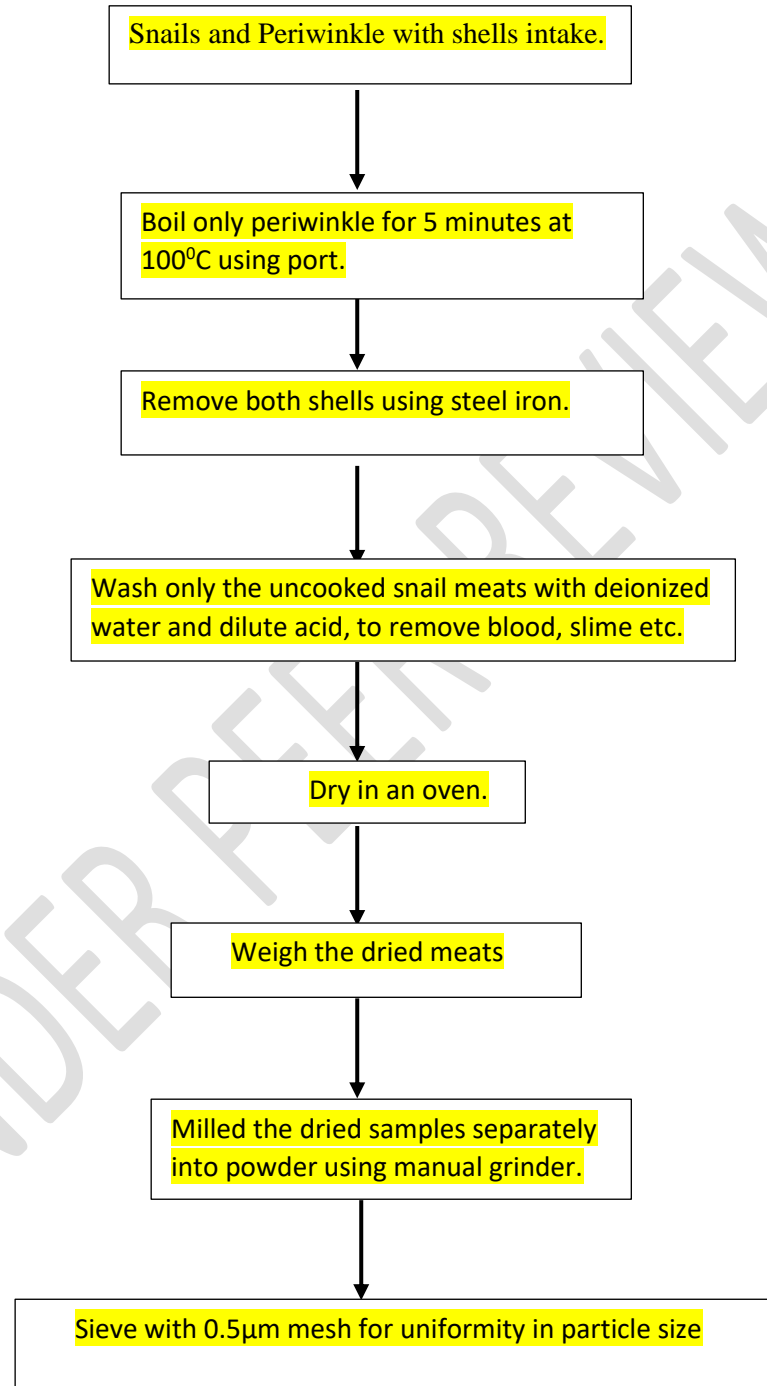 Snails and Periwinkle with shells intake.
Boil only periwinkle for 5 minutes at
100⁰C using port.
Remove both shells using steel iron.
Wash only the uncooked snail meats with deionized
water and dilute acid, to remove blood, slime etc.
Dry in an oven.
Weigh the dried meats
Milled the dried samples separately
into powder using manual grinder.
Sieve with 0.5µm mesh for uniformity in particle size
NDER PEER REVIEW